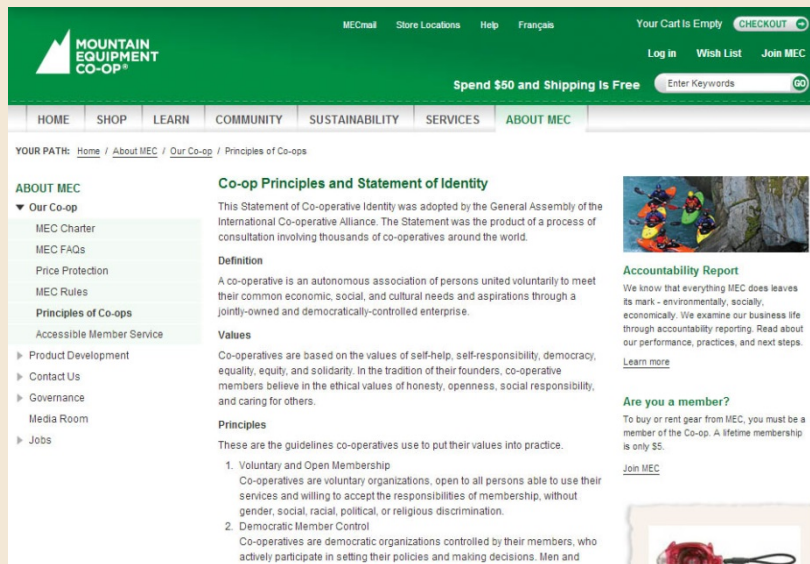 MECmail Store Locations Help Français Your Cart Is Empty CHECKOUT
MOUNTAIN
EQUIPMENT
CO-OP®
Log in Wish List Join MEC
Spend $50 and Shipping Is Free Enter Keywords GO
HOME SHOP LEARN COMMUNITY SUSTAINABILITY SERVICES ABOUT MEC
YOUR PATH: Home / About MEC / Our Co-op / Principles of Co-ops
ABOUT MEC
Our Co-op
MEC Charter
MEC FAQs
Price Protection
MEC Rules
Principles of Co-ops
Accessible Member Service
Product Development
Contact Us
Governance
Media Room
Jobs
Co-op Principles and Statement of Identity
This Statement of Co-operative Identity was adopted by the General Assembly of the
International Co-operative Alliance. The Statement was the product of a process of
consultation involving thousands of co-operatives around the world.
Definition
A co-operative is an autonomous association of persons united voluntarily to meet
their common economic, social, and cultural needs and aspirations through a
jointly-owned and democratically-controlled enterprise.
Values
Co-operatives are based on the values of self-help, self-responsibility, democracy,
equality, equity, and solidarity. In the tradition of their founders, co-operative
members believe in the ethical values of honesty, openness, social responsibility,
and caring for others.
Principles
These are the guidelines co-operatives use to put their values into practice.
1. Voluntary and Open Membership
Co-operatives are voluntary organizations, open to all persons able to use their
services and willing to accept the responsibilities of membership, without
gender, social, racial, political, or religious discrimination.
2. Democratic Member Control
Co-operatives are democratic organizations controlled by their members, who
actively participate in setting their policies and making decisions. Men and
Accountability Report
We know that everything MEC does leaves
its mark - environmentally, socially,
economically. We examine our business life
through accountability reporting. Read about
our performance, practices, and next steps.
Learn more
Are you a member?
To buy or rent gear from MEC, you must be a
member of the Co-op. A lifetime membership
is only $5.
Join MEC